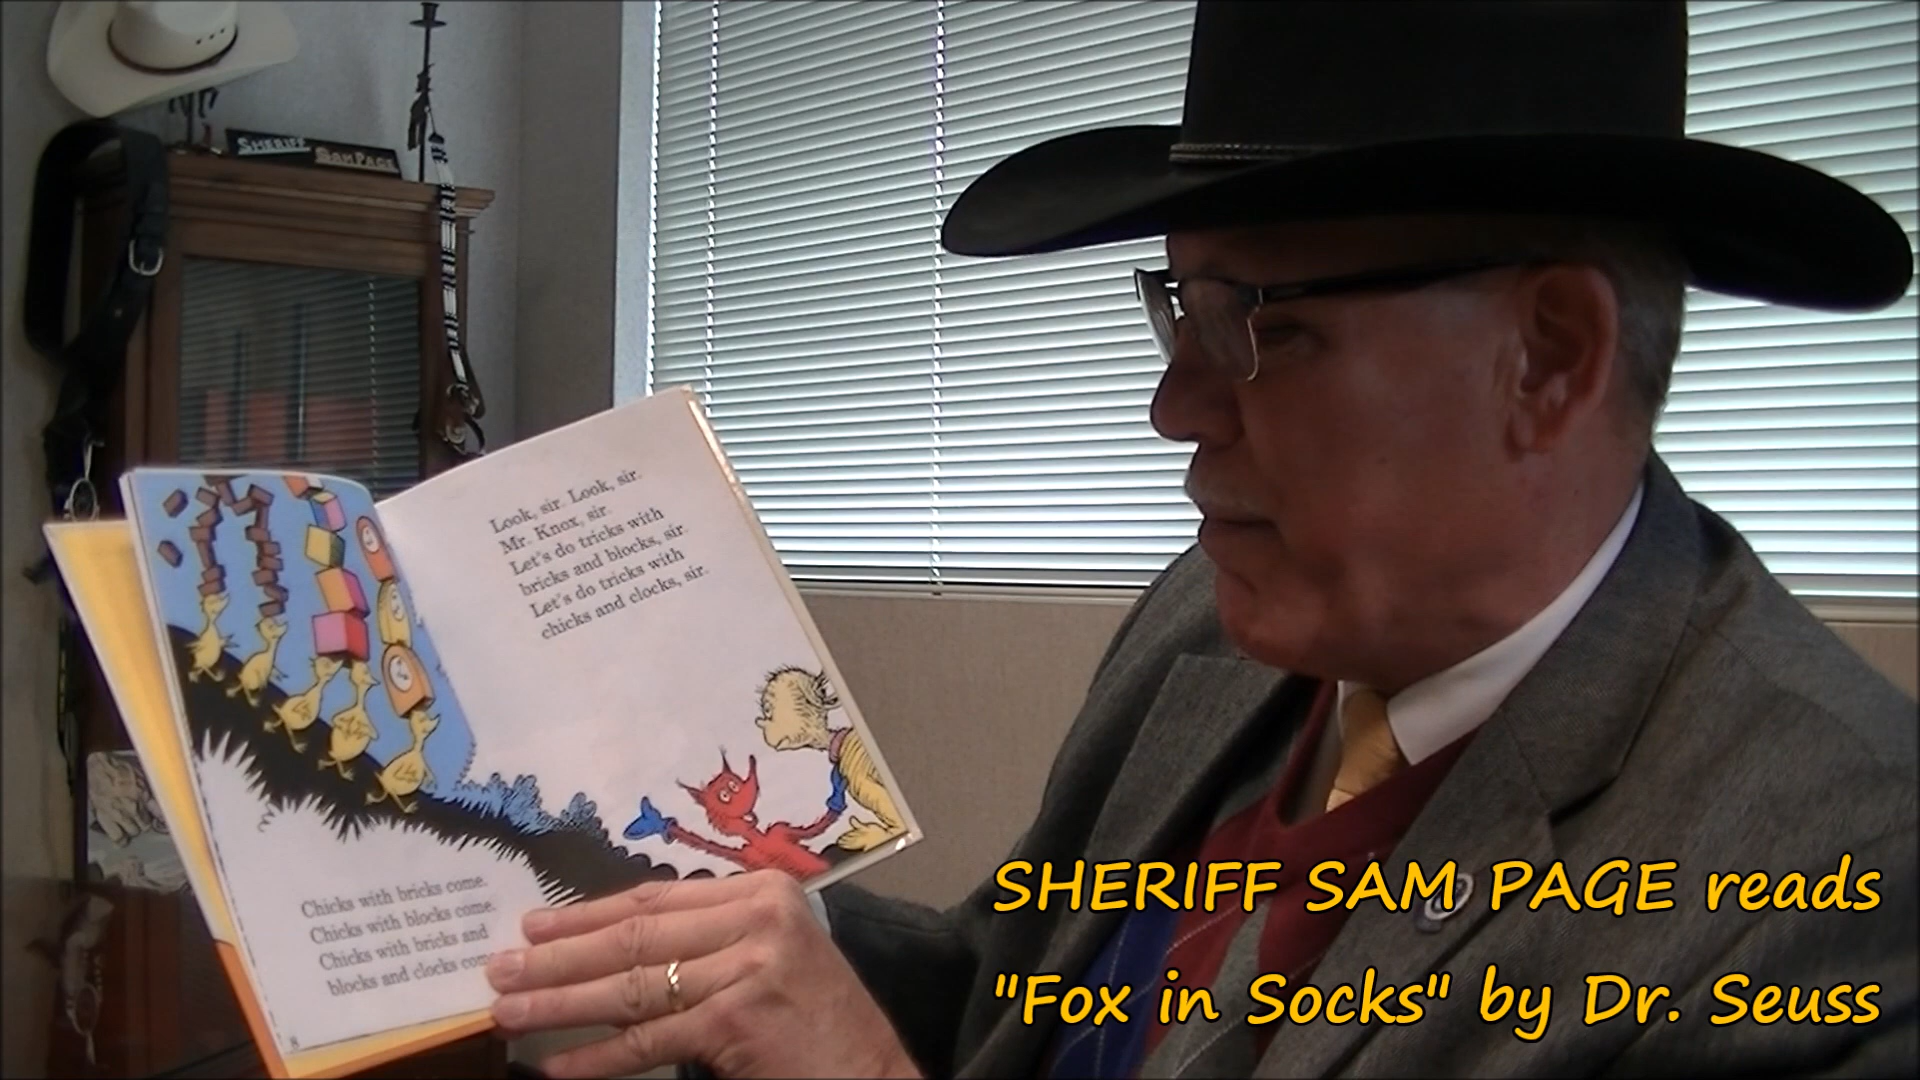 SHERIFF
SAM PAGE
Look, sir. Look, sir.
Mr. Knox, sir.
Let's do tricks with
bricks and blocks, sir.
Let's do tricks with
chicks and clocks, sir.
Chicks with bricks come.
Chicks with blocks come.
Chicks with bricks and
blocks and clocks come
8
SHERIFF SAM PAGE reads
"Fox in Socks" by Dr. Seuss